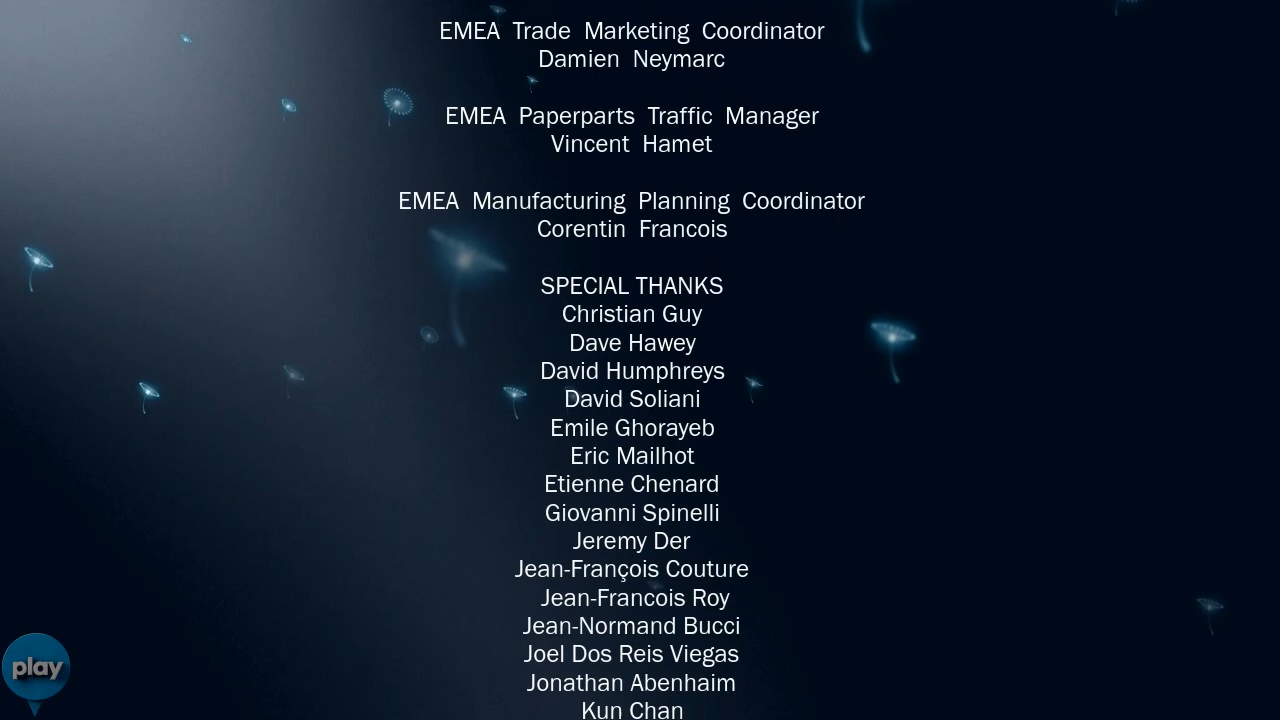 EMEA Trade Marketing Coordinator
Damien Neymarc
EMEA Paperparts Traffic Manager
Vincent Hamet
EMEA Manufacturing Planning Coordinator
Corentin Francois
SPECIAL THANKS
Christian Guy
Dave Hawey
David Humphreys
David Soliani
Emile Ghorayeb
Eric Mailhot
Etienne Chenard
Giovanni Spinelli
Jeremy Der
Jean-François Couture
Jean-Francois Roy
Jean-Normand Bucci
Joel Dos Reis Viegas
Jonathan Abenhaim
Kun Chan
play